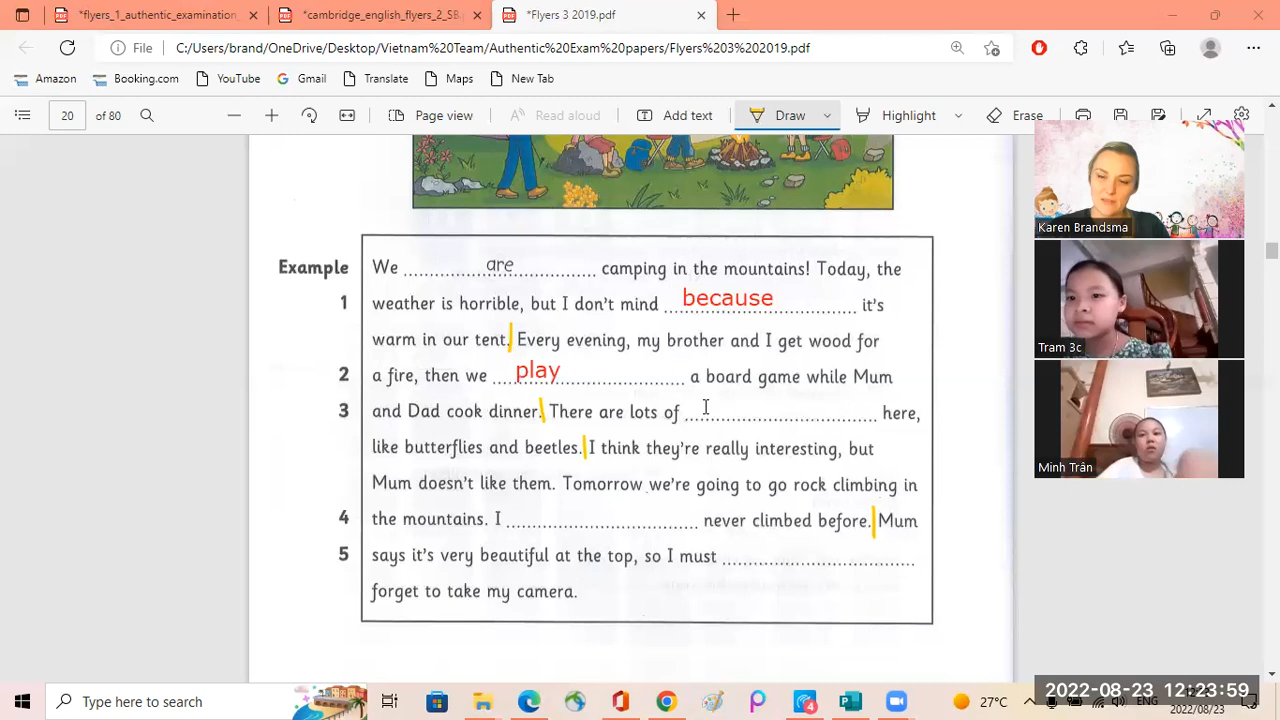 *flyers_1_authentic_examination
*cambridge_english_flyers_2_SB.
*Flyers 3 2019.pdf
File C:/Users/brand/OneDrive/Desktop/Vietnam%20Team/Authentic%20Exam%20papers/Flyers%203%202019.pdf
Amazon Booking.com YouTube Gmail Translate Maps New Tab
20 of 80 Page view Read aloud Add text Draw Highlight Erase
Karen Brandsma
Tram 3c
Minh Trân
Example We are camping in the mountains! Today, the
1 weather is horrible, but I don't mind because it's
warm in our tent. Every evening, my brother and I get wood for
2 a fire, then we play a board game while Mum
3 and Dad cook dinner. There are lots of here,
like butterflies and beetles. I think they're really interesting, but
Mum doesn't like them. Tomorrow we're going to go rock climbing in
4 the mountains. I never climbed before. Mum
5 says it's very beautiful at the top, so I must
forget to take my camera.
Type here to search
27°C
ENG
2022-08-23 12:23:59
2022/08/23